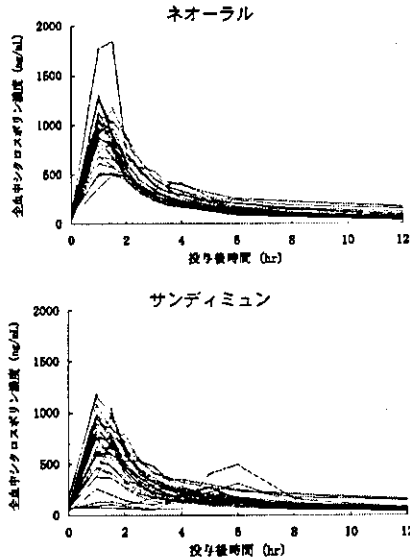 ネオーラル
全血中シクロスポリン濃度 (ng/mL)
2000
1500
1000
500
0
0 2 4 6 8 10 12
投与後時間 (hr)
サンディミュン
全血中シクロスポリン濃度 (ng/mL)
2000
1500
1000
500
0
0 2 4 6 8 10 12
投与後時間 (hr)